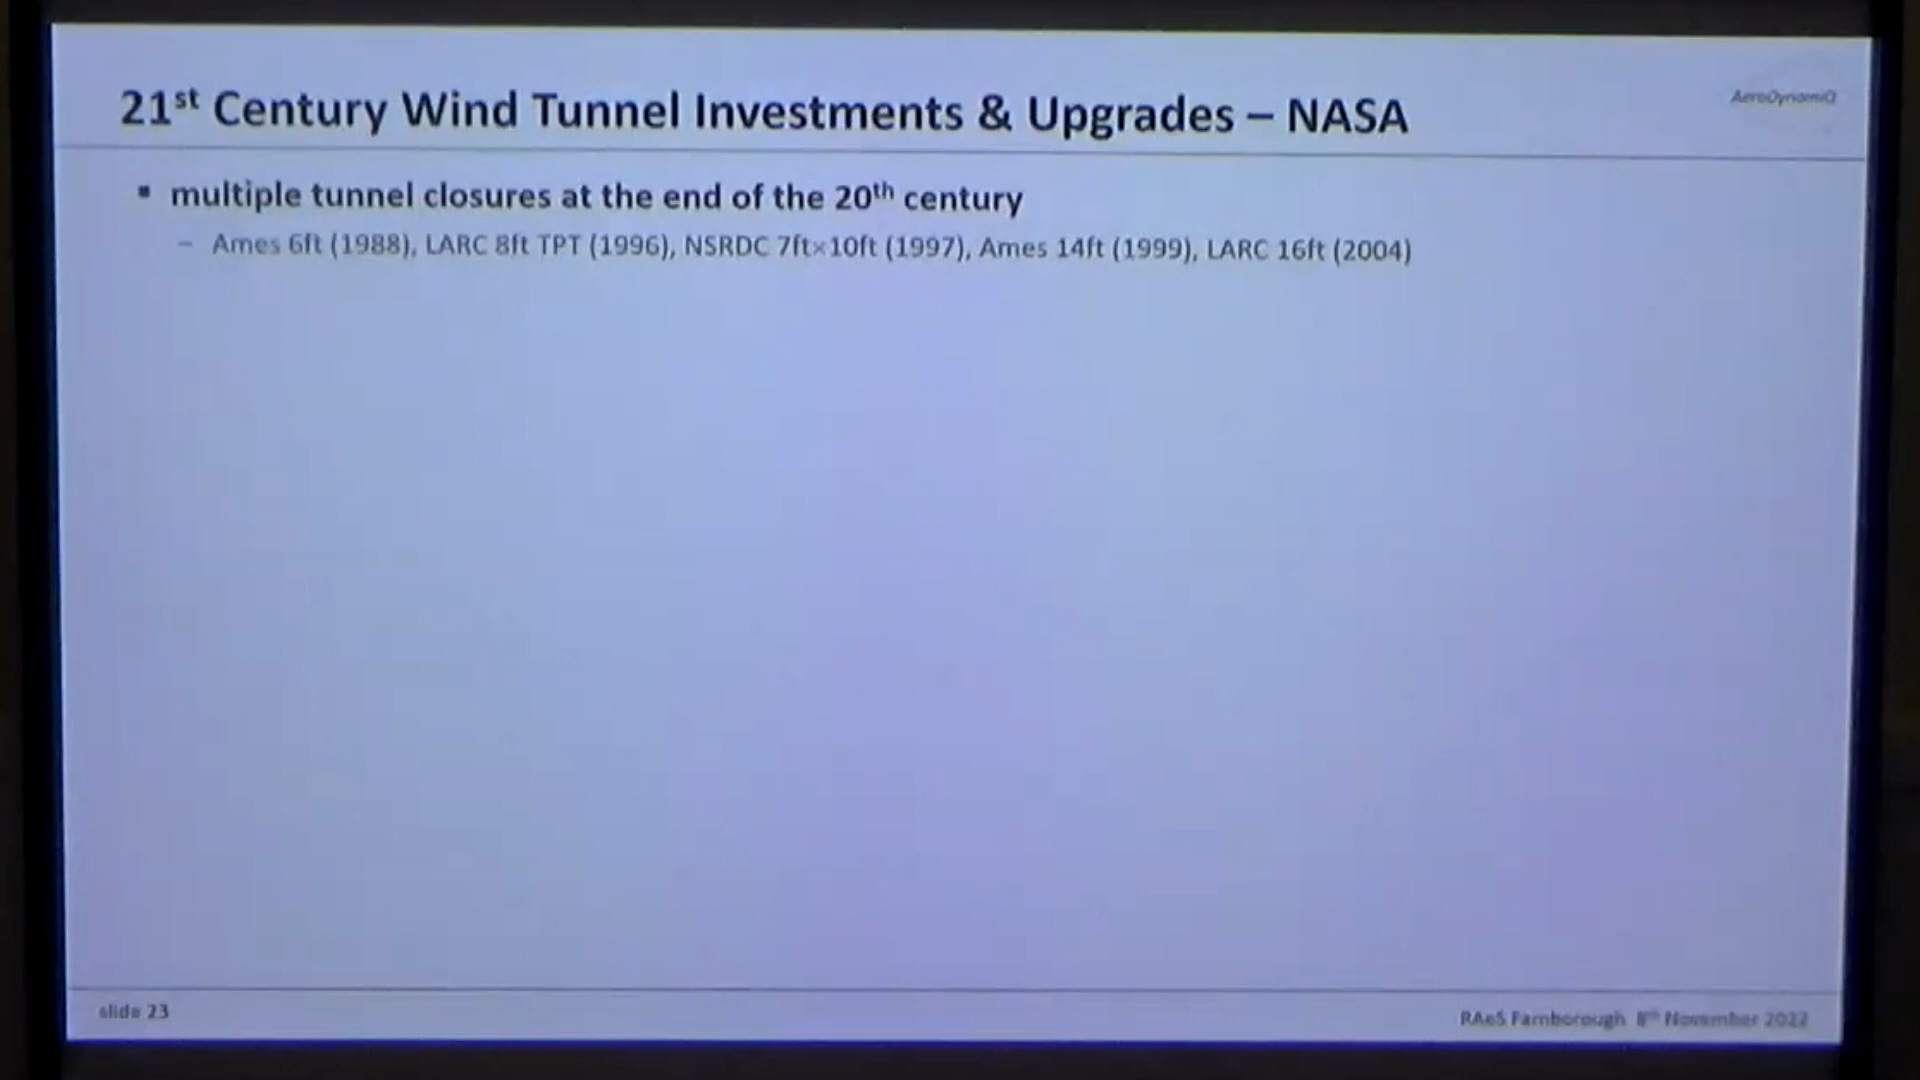 21st Century Wind Tunnel Investments & Upgrades – NASA
AeroDynamiQ
▪ multiple tunnel closures at the end of the 20th century
– Ames 6ft (1988), LARC 8ft TPT (1996), NSRDC 7ft×10ft (1997), Ames 14ft (1999), LARC 16ft (2004)
slide 23
RAeS Farnborough 8th November 2022